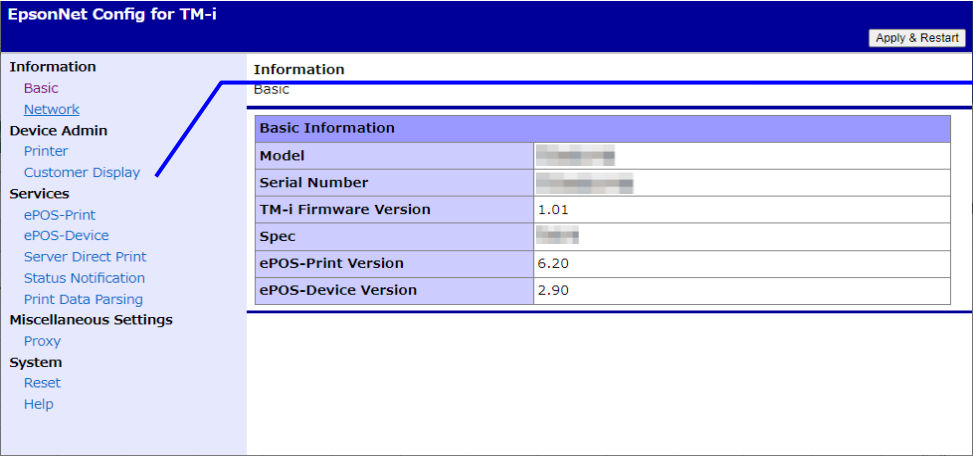 EpsonNet Config for TM-i
Apply & Restart
Information
Basic
Network
Device Admin
Printer
Customer Display
Services
ePOS-Print
ePOS-Device
Server Direct Print
Status Notification
Print Data Parsing
Miscellaneous Settings
Proxy
System
Reset
Help
Information
Basic
Basic Information
Model
Serial Number
TM-i Firmware Version 1.01
Spec
ePOS-Print Version 6.20
ePOS-Device Version 2.90